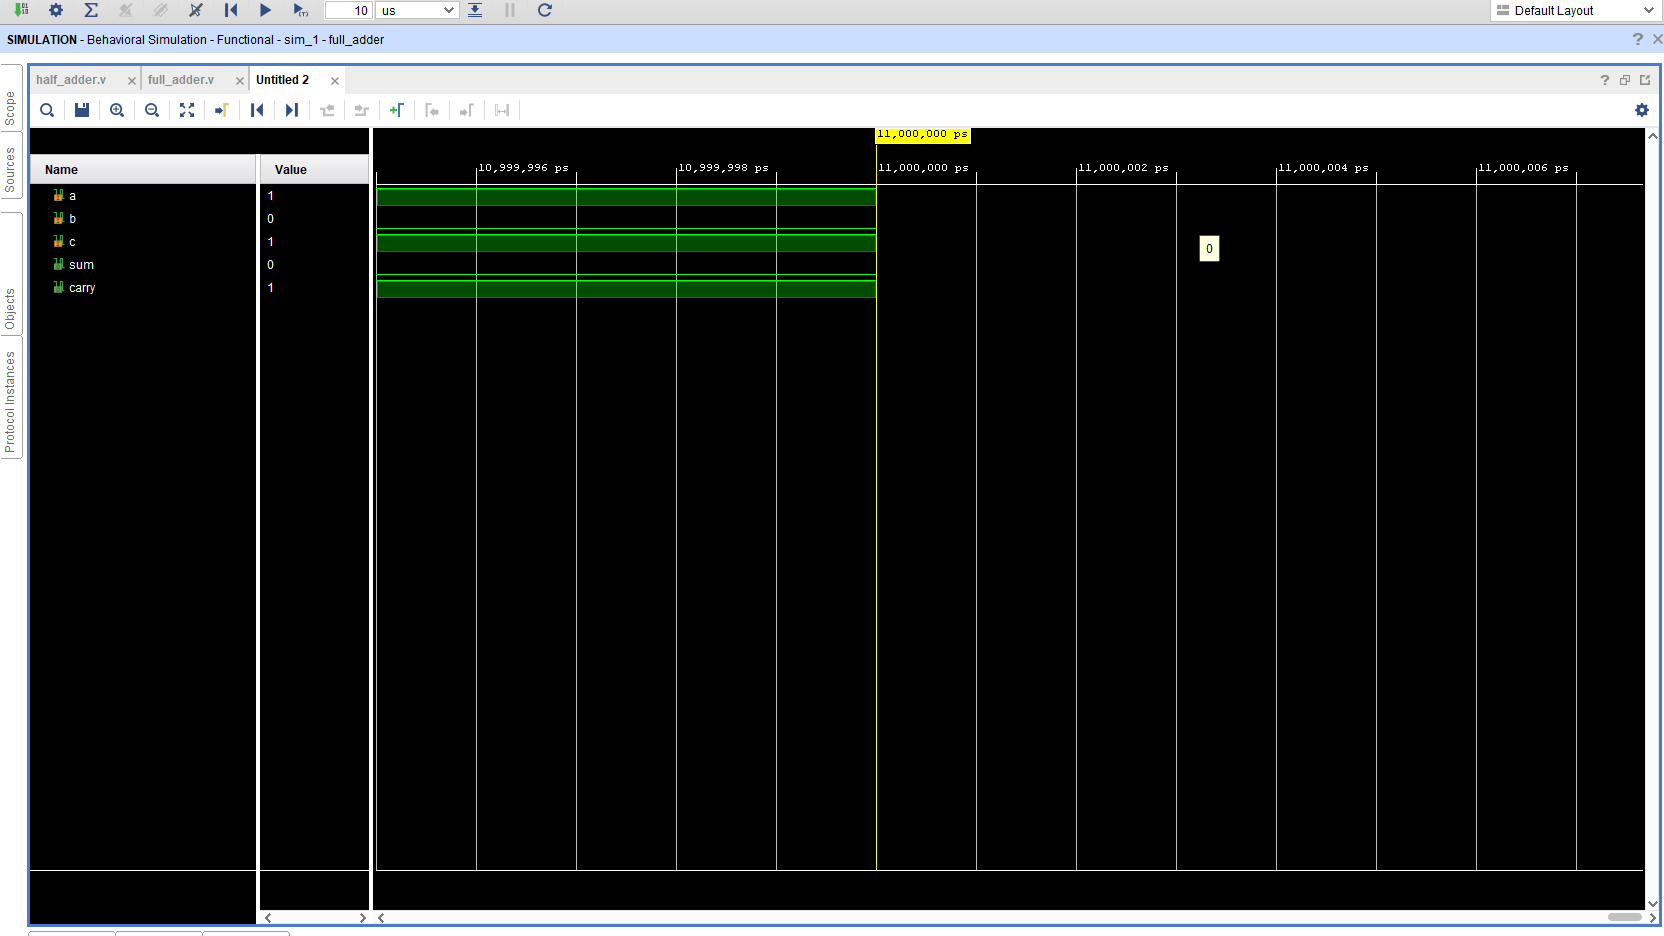 10 us
Default Layout
SIMULATION - Behavioral Simulation - Functional - sim_1 - full_adder
half_adder.v
full_adder.v
Untitled 2
Scope
Sources
Objects
Protocol Instances
Name Value
a 1
b 0
c 1
sum 0
carry 1
11,000,000 ps
10,999,996 ps 10,999,998 ps 11,000,000 ps 11,000,002 ps 11,000,004 ps 11,000,006 ps
0